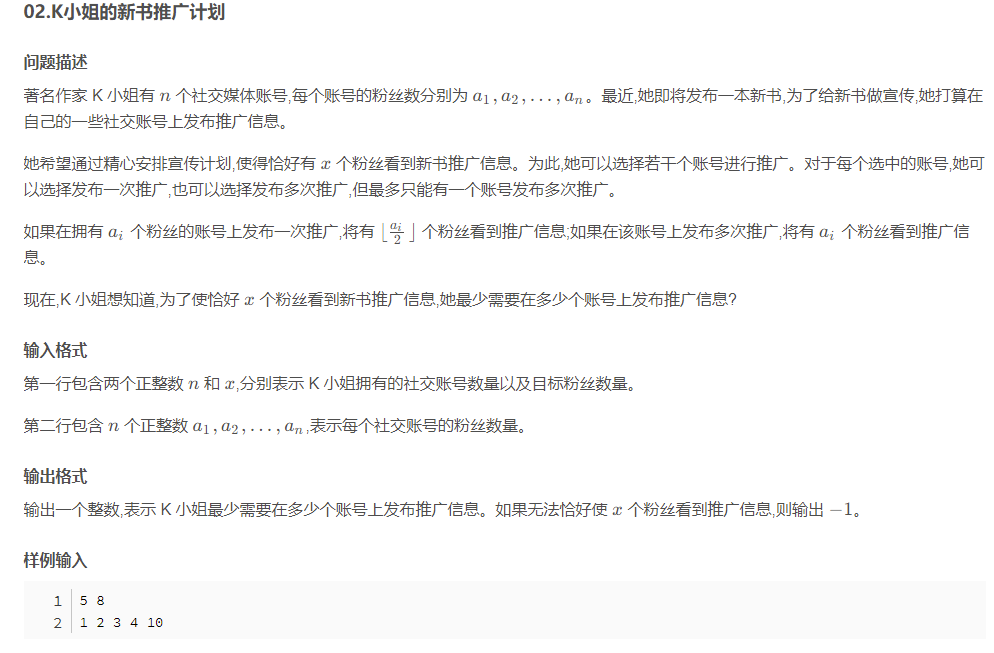 02.K小姐的新书推广计划
问题描述
著名作家 K 小姐有 n 个社交媒体账号,每个账号的粉丝数分别为 a₁, a₂, . . . , aₙ。最近,她即将发布一本新书,为了给新书做宣传,她打算在
自己的一些社交账号上发布推广信息。
她希望通过精心安排宣传计划,使得恰好有 x 个粉丝看到新书推广信息。为此,她可以选择若干个账号进行推广。对于每个选中的账号,她可
以选择发布一次推广,也可以选择发布多次推广,但最多只能有一个账号发布多次推广。
如果在拥有 aᵢ 个粉丝的账号上发布一次推广,将有 ⌊aᵢ/2⌋ 个粉丝看到推广信息;如果在该账号上发布多次推广,将有 aᵢ 个粉丝看到推广信
息。
现在,K 小姐想知道,为了使恰好 x 个粉丝看到新书推广信息,她最少需要在多少个账号上发布推广信息?
输入格式
第一行包含两个正整数 n 和 x,分别表示 K 小姐拥有的社交账号数量以及目标粉丝数量。
第二行包含 n 个正整数 a₁, a₂, . . . , aₙ,表示每个社交账号的粉丝数量。
输出格式
输出一个整数,表示 K 小姐最少需要在多少个账号上发布推广信息。如果无法恰好使 x 个粉丝看到推广信息,则输出 −1。
样例输入
1 5 8
2 1 2 3 4 10